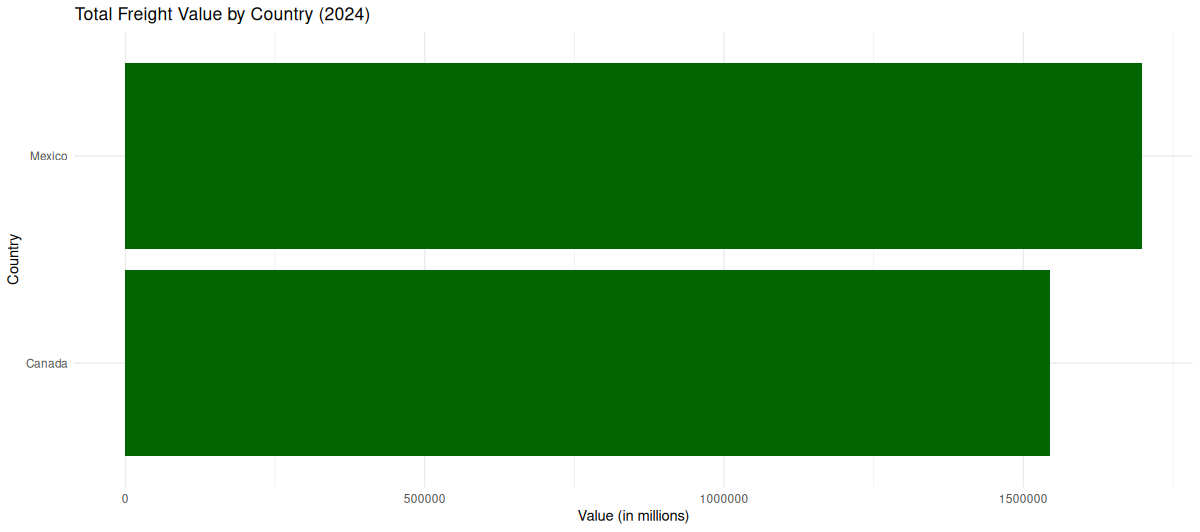 Total Freight Value by Country (2024)
Country
Mexico
Canada
0 500000 1000000 1500000
Value (in millions)